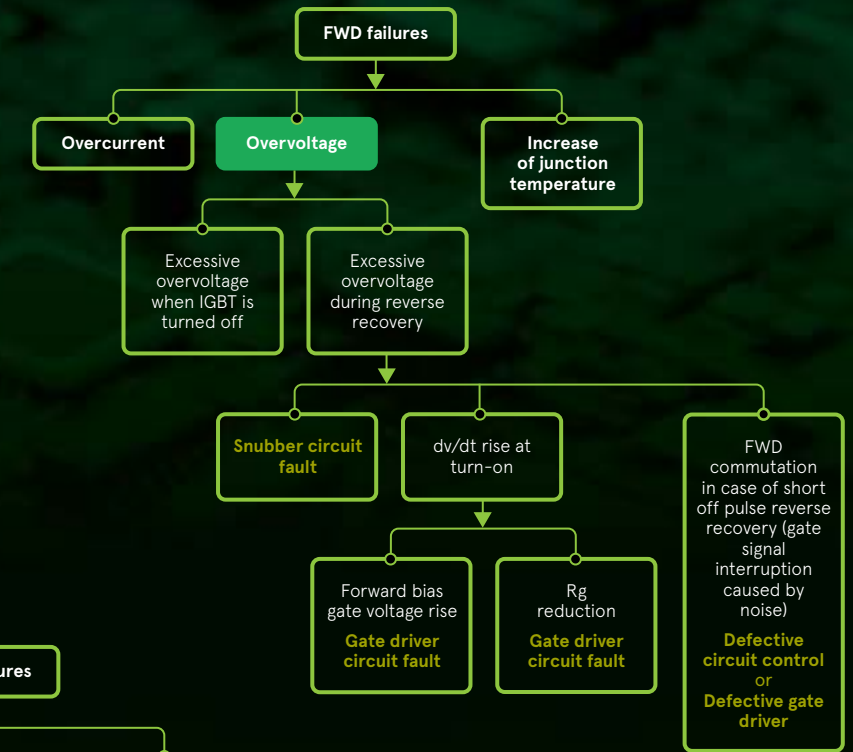 FWD failures
Overcurrent
Overvoltage
Increase
of junction
temperature
Excessive
overvoltage
when IGBT is
turned off
Excessive
overvoltage
during reverse
recovery
Snubber circuit
fault
dv/dt rise at
turn-on
FWD
commutation
in case of short
off pulse reverse
recovery (gate
signal
interruption
caused by
noise)
Defective
circuit control
or
Defective gate
driver
Forward bias
gate voltage rise
Gate driver
circuit fault
Rg
reduction
Gate driver
circuit fault
ures